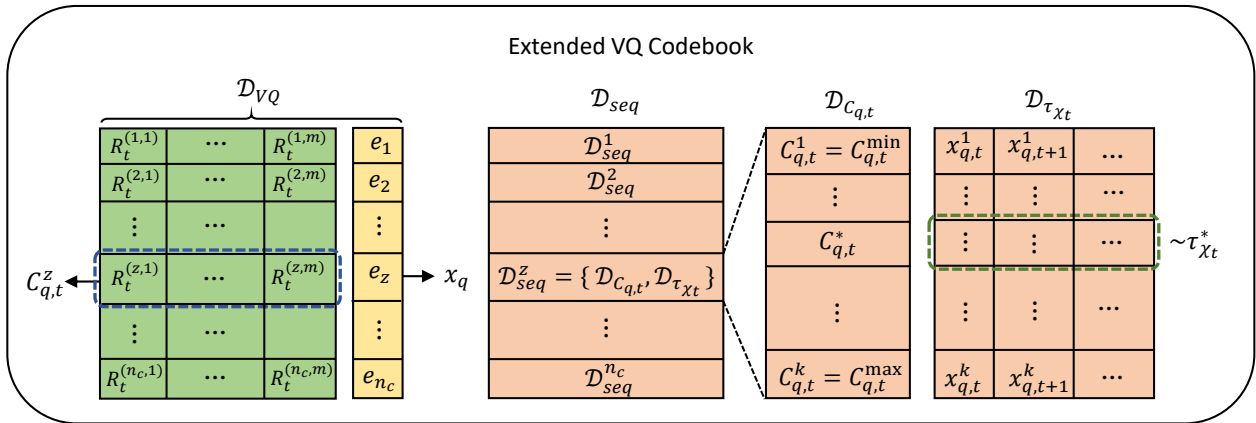 Extended VQ Codebook
𝒟_{VQ} 𝒟_{seq} 𝒟_{C_{q,t}} 𝒟_{τ_{χ_t}}
R_t^{(1,1)} ⋯ R_t^{(1,m)} e_1 𝒟_{seq}^1 C_{q,t}^1 = C_{q,t}^{min} x_{q,t}^1 x_{q,t+1}^1 ⋯
R_t^{(2,1)} ⋯ R_t^{(2,m)} e_2 𝒟_{seq}^2 ⋮ ⋮ ⋮ ⋯
⋮ ⋯ ⋮ ⋮ C_{q,t}^* ⋮ ⋮ ⋯ ~τ_{χ_t}^*
C_{q,t}^z R_t^{(z,1)} ⋯ R_t^{(z,m)} e_z x_q 𝒟_{seq}^z = { 𝒟_{C_{q,t}}, 𝒟_{τ_{χ_t}} }
⋮ ⋯ ⋮ ⋮ ⋮ ⋮ ⋮ ⋯
R_t^{(n_c,1)} ⋯ R_t^{(n_c,m)} e_{n_c} 𝒟_{seq}^{n_c} C_{q,t}^k = C_{q,t}^{max} x_{q,t}^k x_{q,t+1}^k ⋯